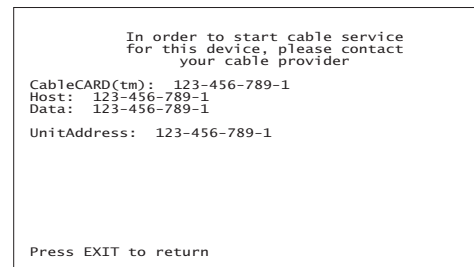 In order to start cable service
for this device, please contact
your cable provider
CableCARD(tm): 123-456-789-1
Host: 123-456-789-1
Data: 123-456-789-1
UnitAddress: 123-456-789-1
Press EXIT to return